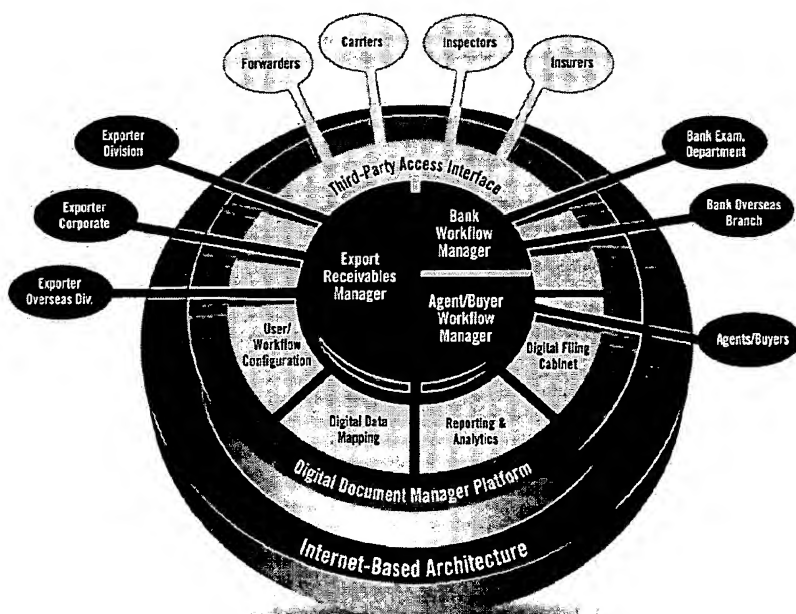 Carriers
Inspectors
Forwarders
Insurers
Exporter
Division
Bank Exam.
Department
Third-Party Access Interface
Exporter
Corporate
Bank Overseas
Branch
Bank
Workflow
Manager
Export
Receivables
Manager
Exporter
Overseas Div.
Agent/Buyer
Workflow
Manager
User/
Workflow
Configuration
Digital Filing
Cabinet
Agents/Buyers
Digital Data
Mapping
Reporting &
Analytics
Digital Document Manager Platform
Internet-Based Architecture